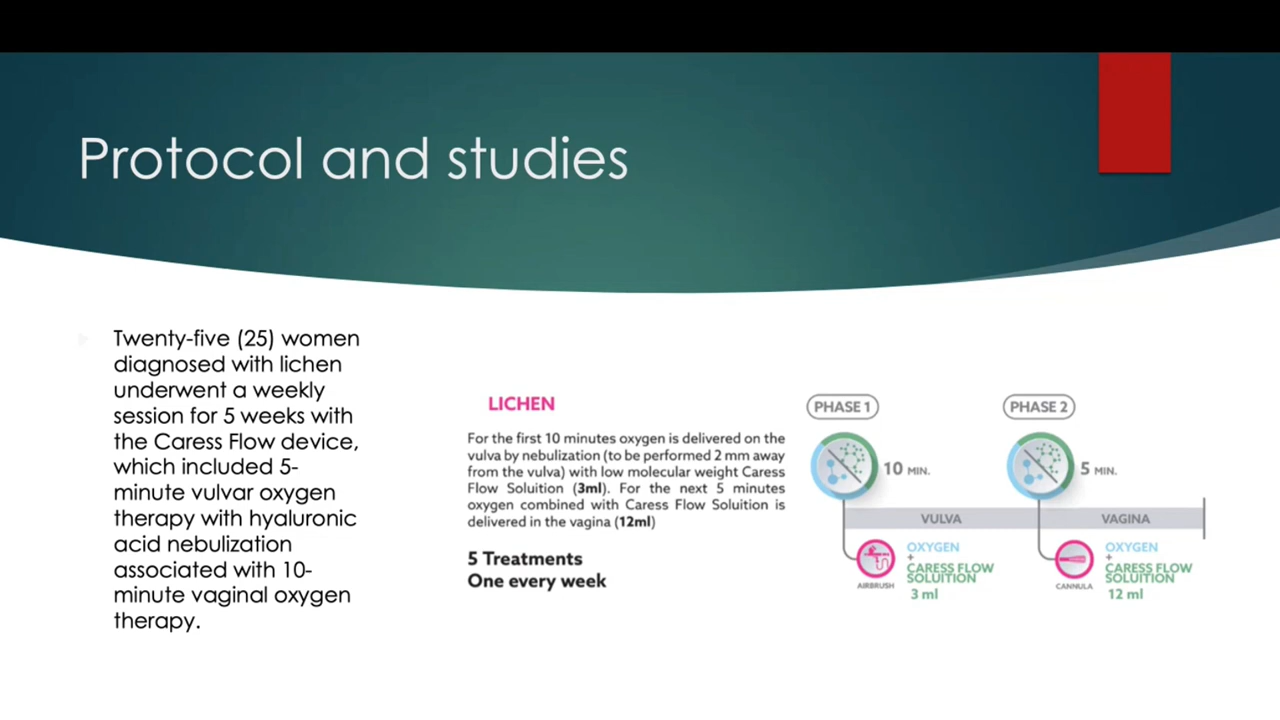 Protocol and studies
Twenty-five (25) women
diagnosed with lichen
underwent a weekly
session for 5 weeks with
the Caress Flow device,
which included 5-
minute vulvar oxygen
therapy with hyaluronic
acid nebulization
associated with 10-
minute vaginal oxygen
therapy.
LICHEN
For the first 10 minutes oxygen is delivered on the
vulva by nebulization (to be performed 2 mm away
from the vulva) with low molecular weight Caress
Flow Soluition (3ml). For the next 5 minutes
oxygen combined with Caress Flow Soluition is
delivered in the vagina (12ml)
5 Treatments
One every week
PHASE 1
10 MIN.
VULVA
AIRBRUSH
OXYGEN
+
CARESS FLOW
SOLUITION
3 ml
PHASE 2
5 MIN.
VAGINA
CANNULA
OXYGEN
+
CARESS FLOW
SOLUITION
12 ml